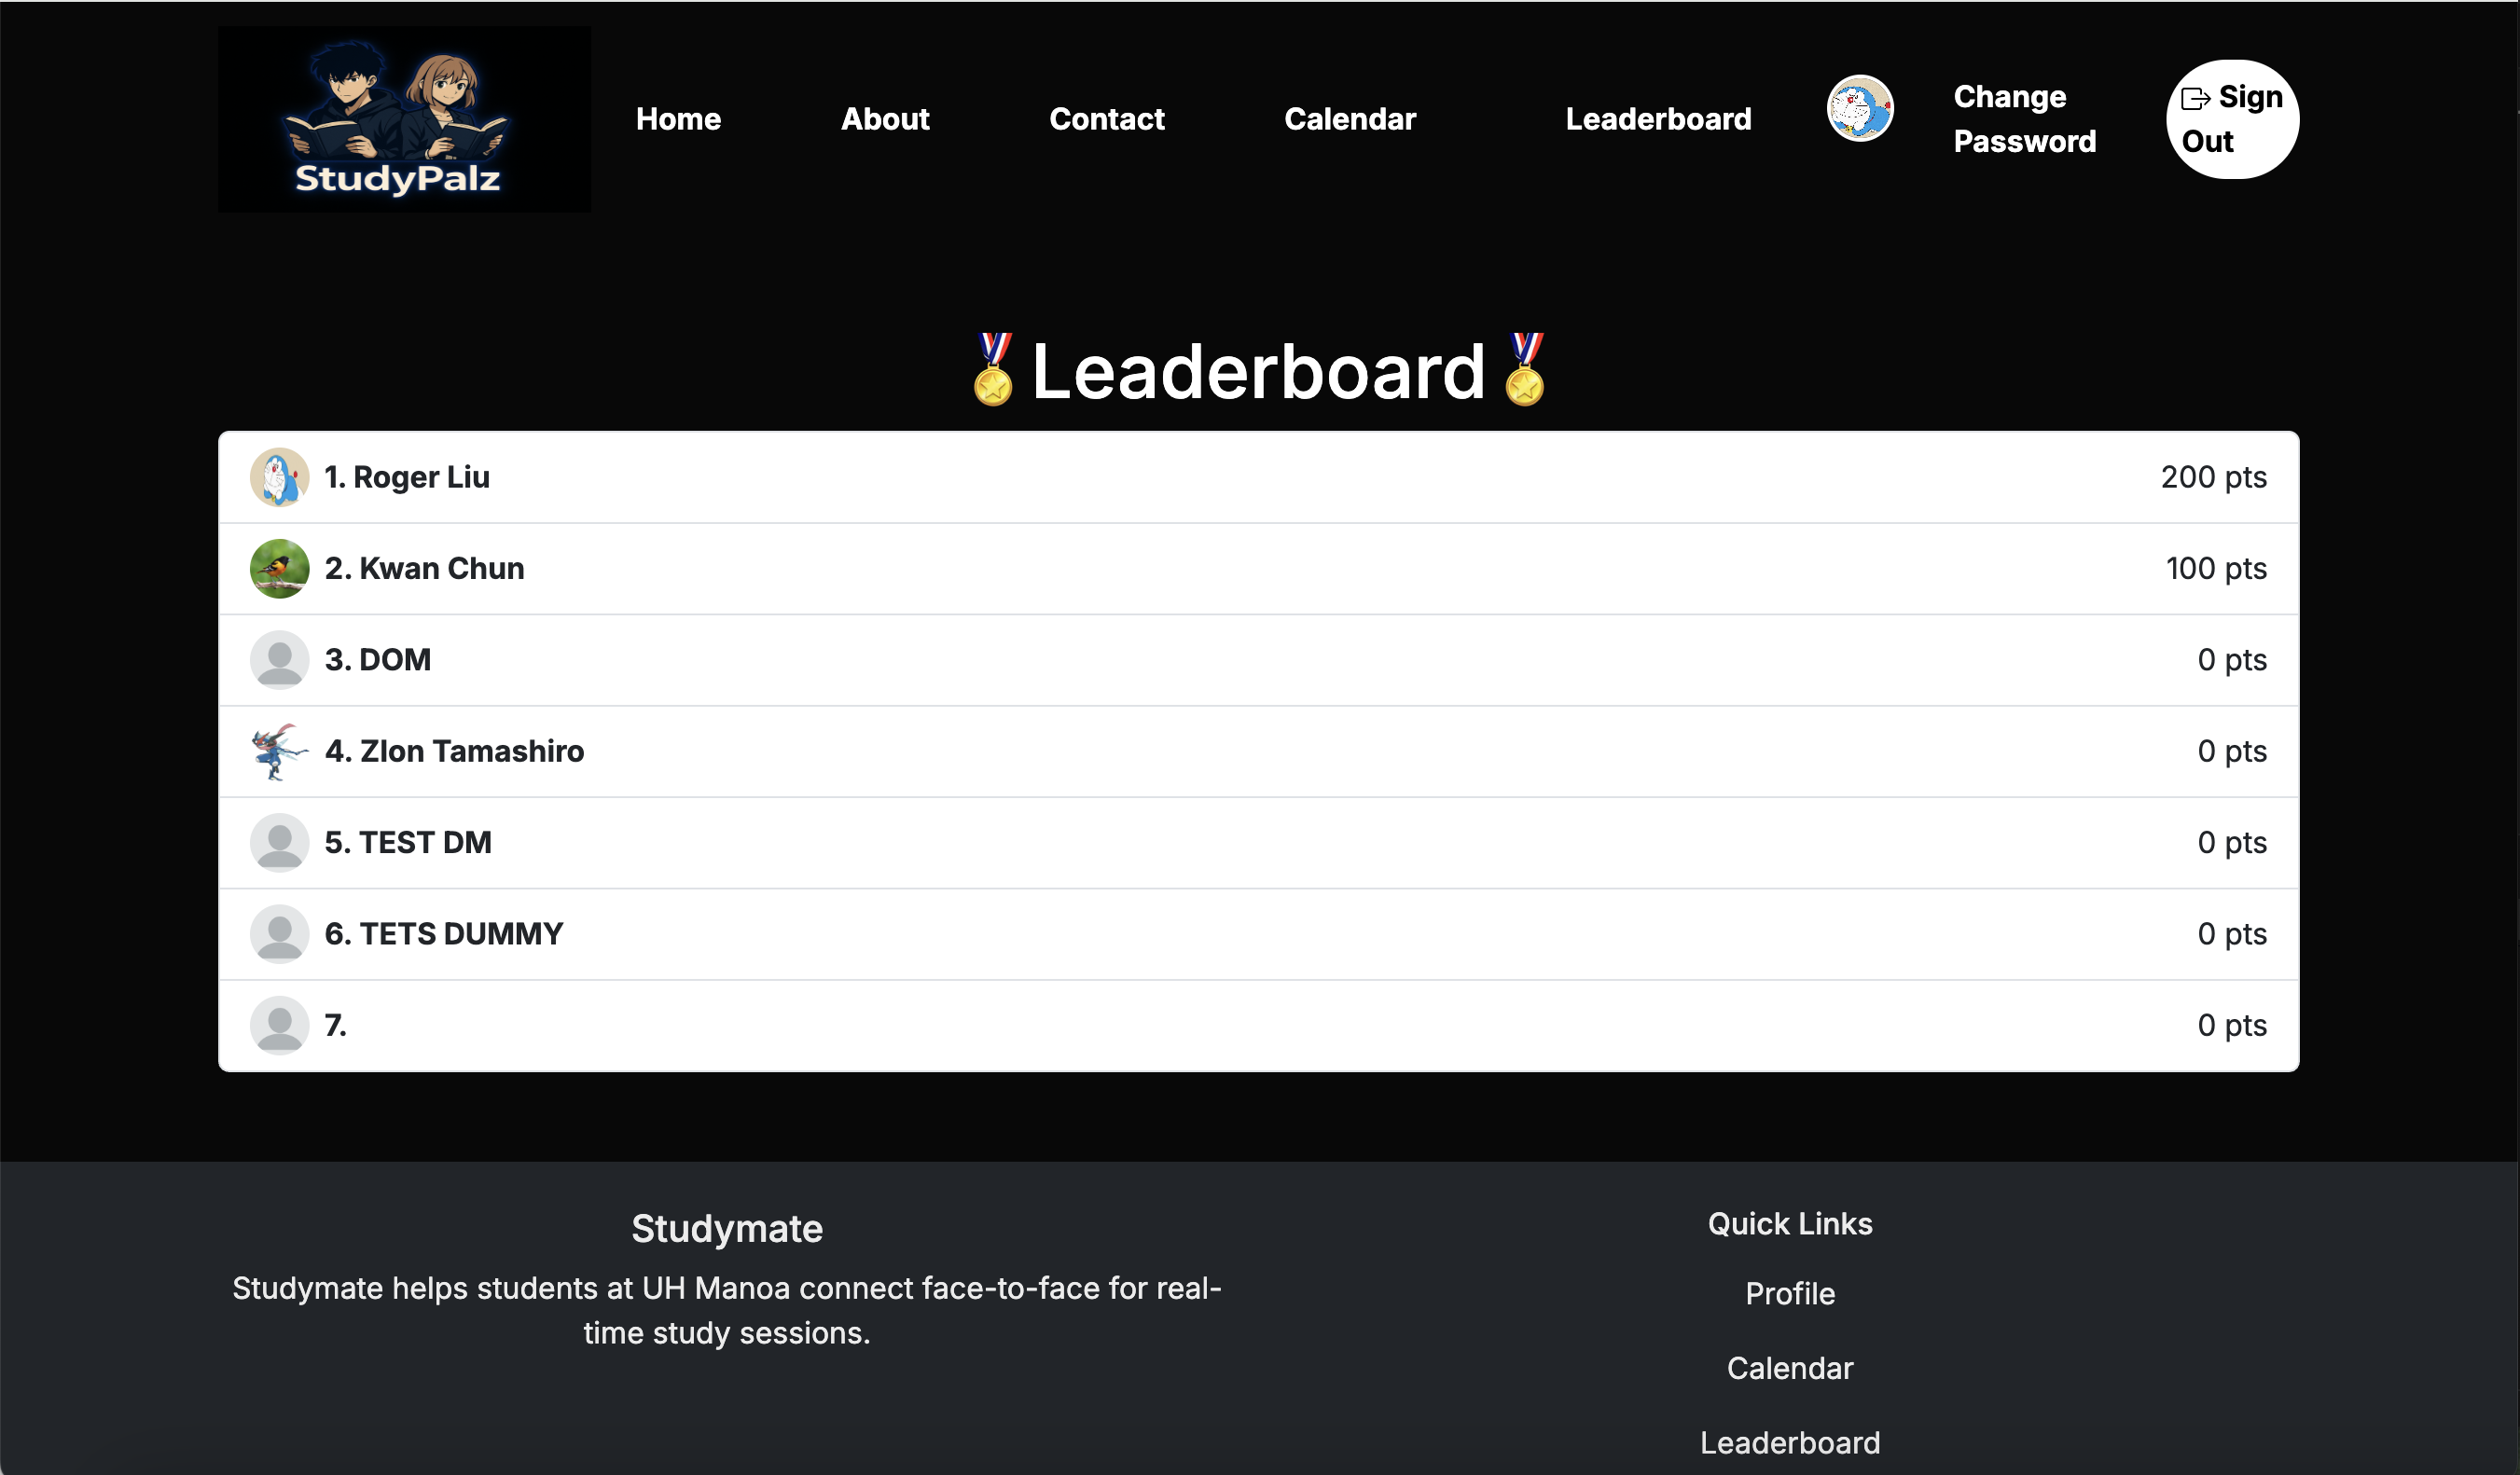 StudyPalz
Home
About
Contact
Calendar
Leaderboard
Change
Password
Sign
Out
Leaderboard
1. Roger Liu
200 pts
2. Kwan Chun
100 pts
3. DOM
0 pts
4. ZIon Tamashiro
0 pts
5. TEST DM
0 pts
6. TETS DUMMY
0 pts
7.
0 pts
Studymate
Studymate helps students at UH Manoa connect face-to-face for real-
time study sessions.
Quick Links
Profile
Calendar
Leaderboard